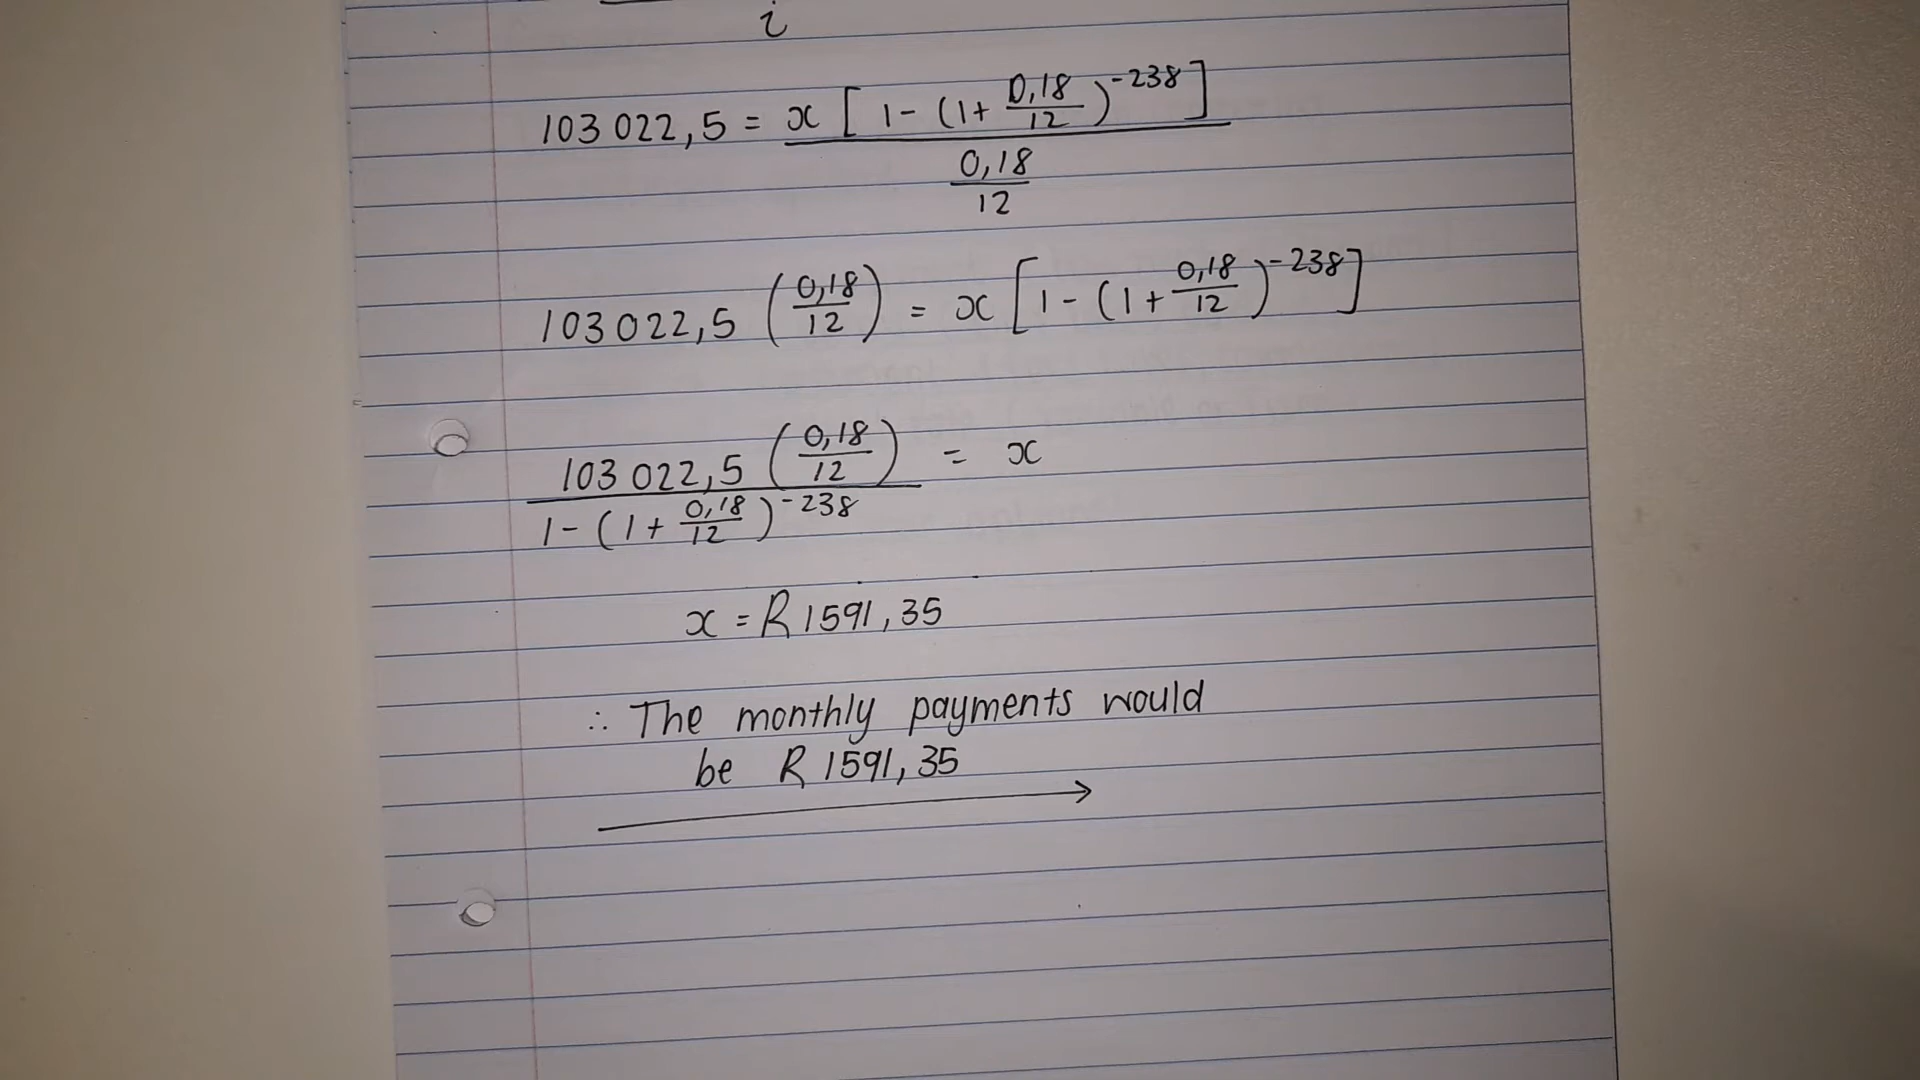 i
103 022,5 = x [ 1 - (1 + 0,18/12)^-238 ] / (0,18/12)
103 022,5 (0,18/12) = x [ 1 - (1 + 0,18/12)^-238 ]
103 022,5 (0,18/12) / 1 - (1 + 0,18/12)^-238 = x
x = R 1591,35
∴ The monthly payments would
be R 1591,35